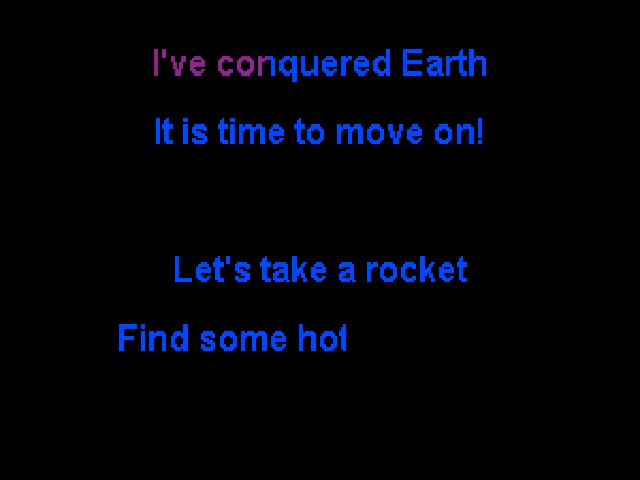 I've conquered Earth
It is time to move on!
Let's take a rocket
Find some hot